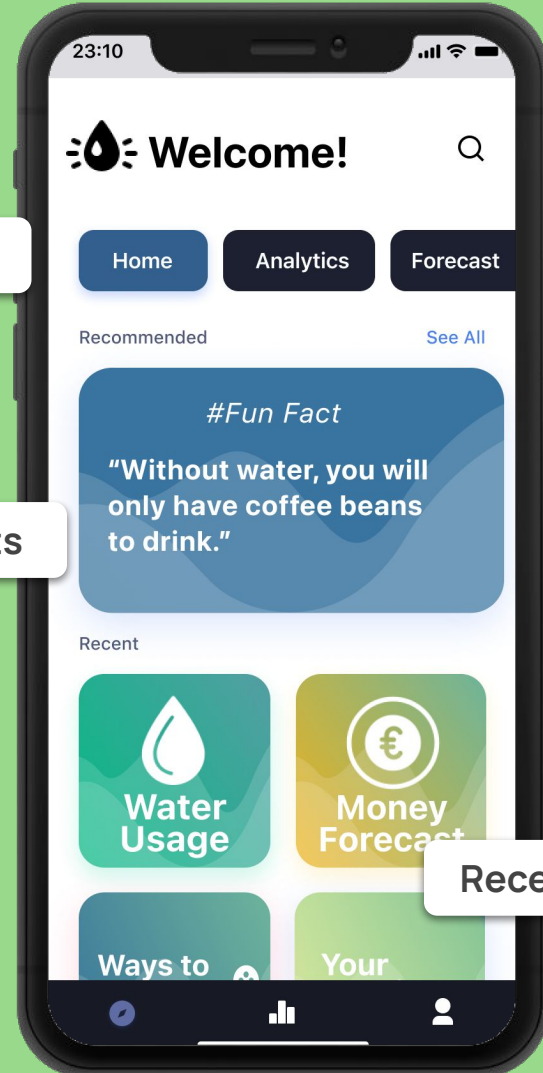 23:10
Welcome!
Home Analytics Forecast
Recommended See All
#Fun Fact
“Without water, you will
only have coffee beans
to drink.”
Recent
Water
Usage
Money
Forecast
Ways to
Your